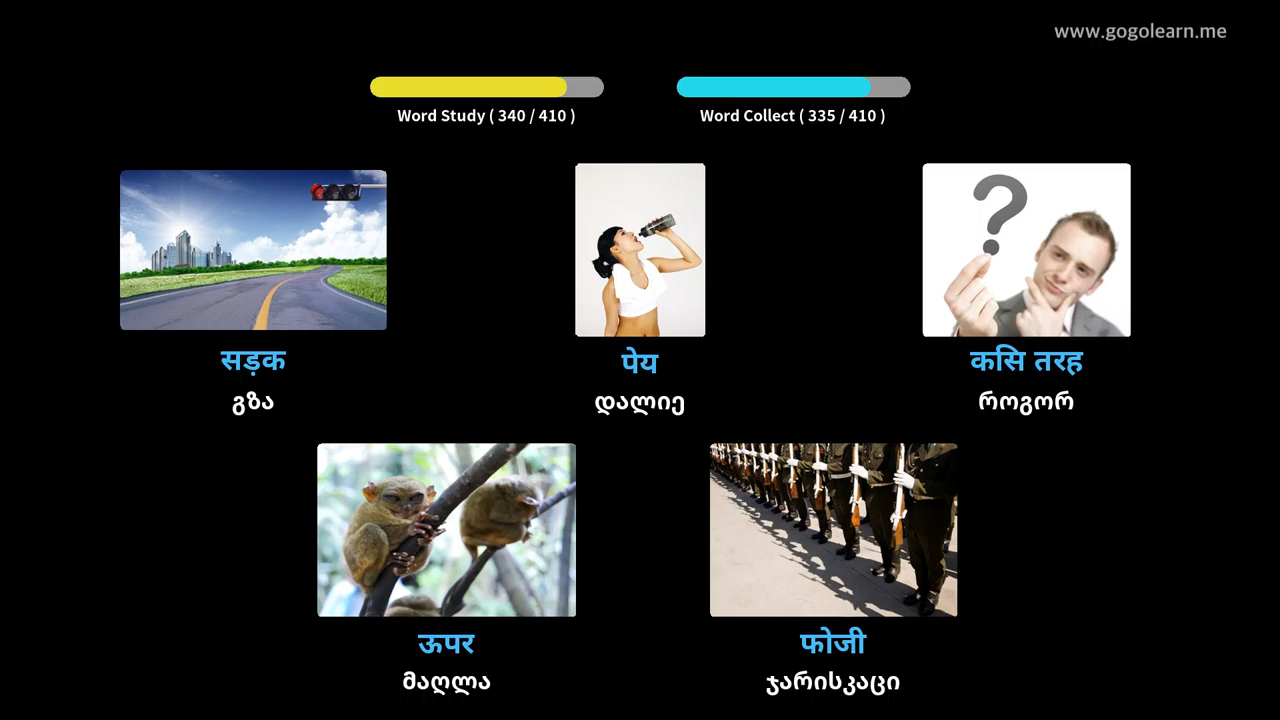 www.gogolearn.me
Word Study ( 340 / 410 )
Word Collect ( 335 / 410 )
सड़क
გზა
पेय
დალიე
कसि तरह
როგორ
ऊपर
მაღლა
फोजी
ჯარისკაცი